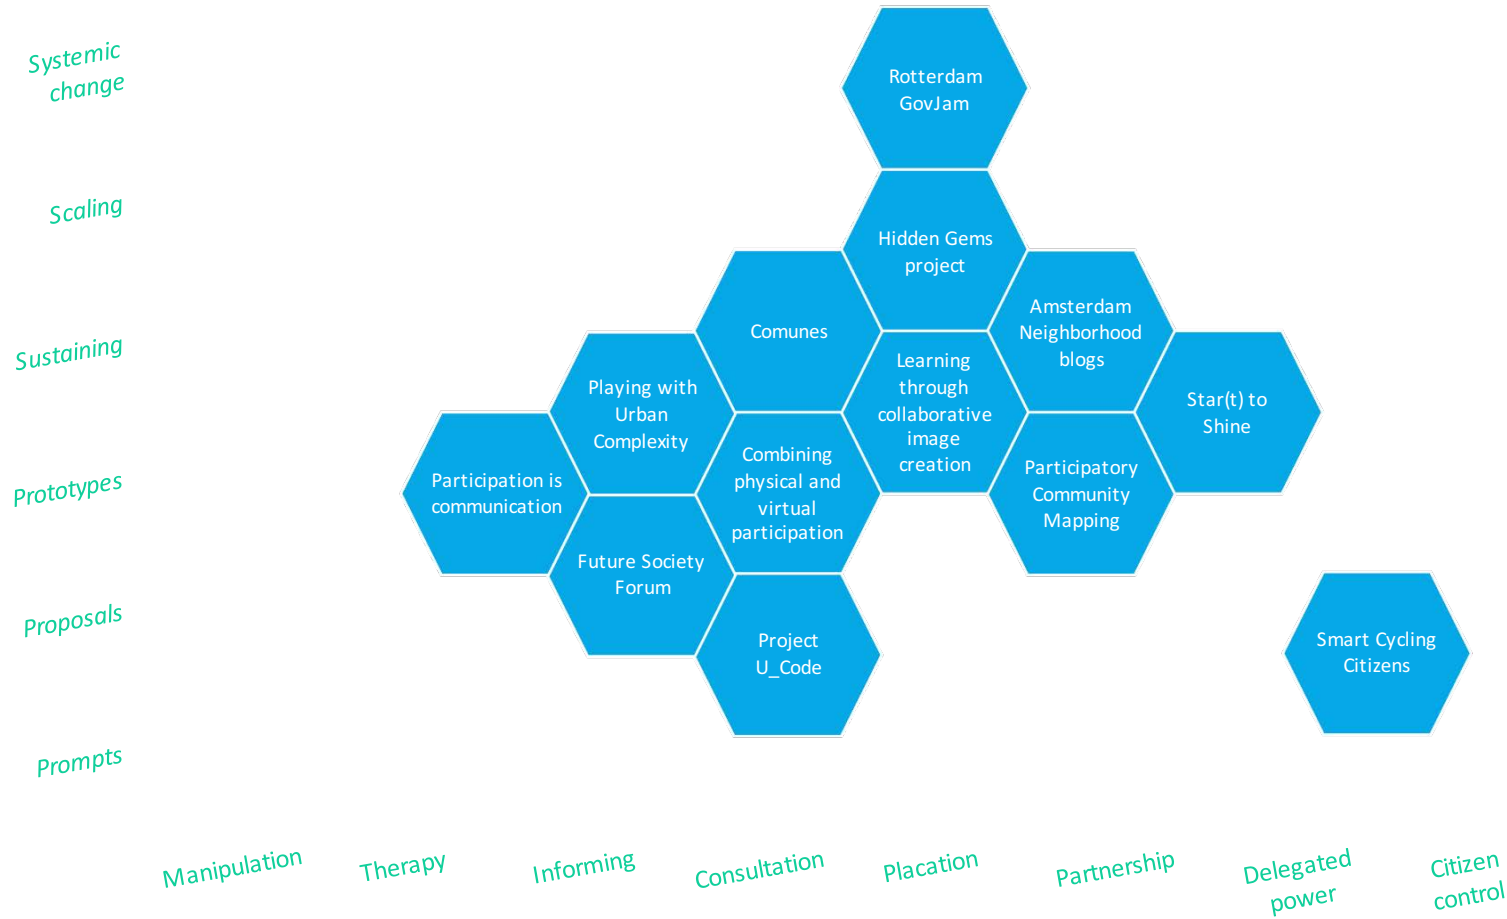 Systemic
change
Rotterdam
GovJam
Scaling
Hidden Gems
project
Sustaining
Comunes
Amsterdam
Neighborhood
blogs
Playing with
Urban
Complexity
Learning
through
collaborative
image
creation
Star(t) to
Shine
Prototypes
Participation is
communication
Combining
physical and
virtual
participation
Participatory
Community
Mapping
Proposals
Future Society
Forum
Project
U_Code
Smart Cycling
Citizens
Prompts
Manipulation
Therapy
Informing
Consultation
Placation
Partnership
Delegated
power
Citizen
control